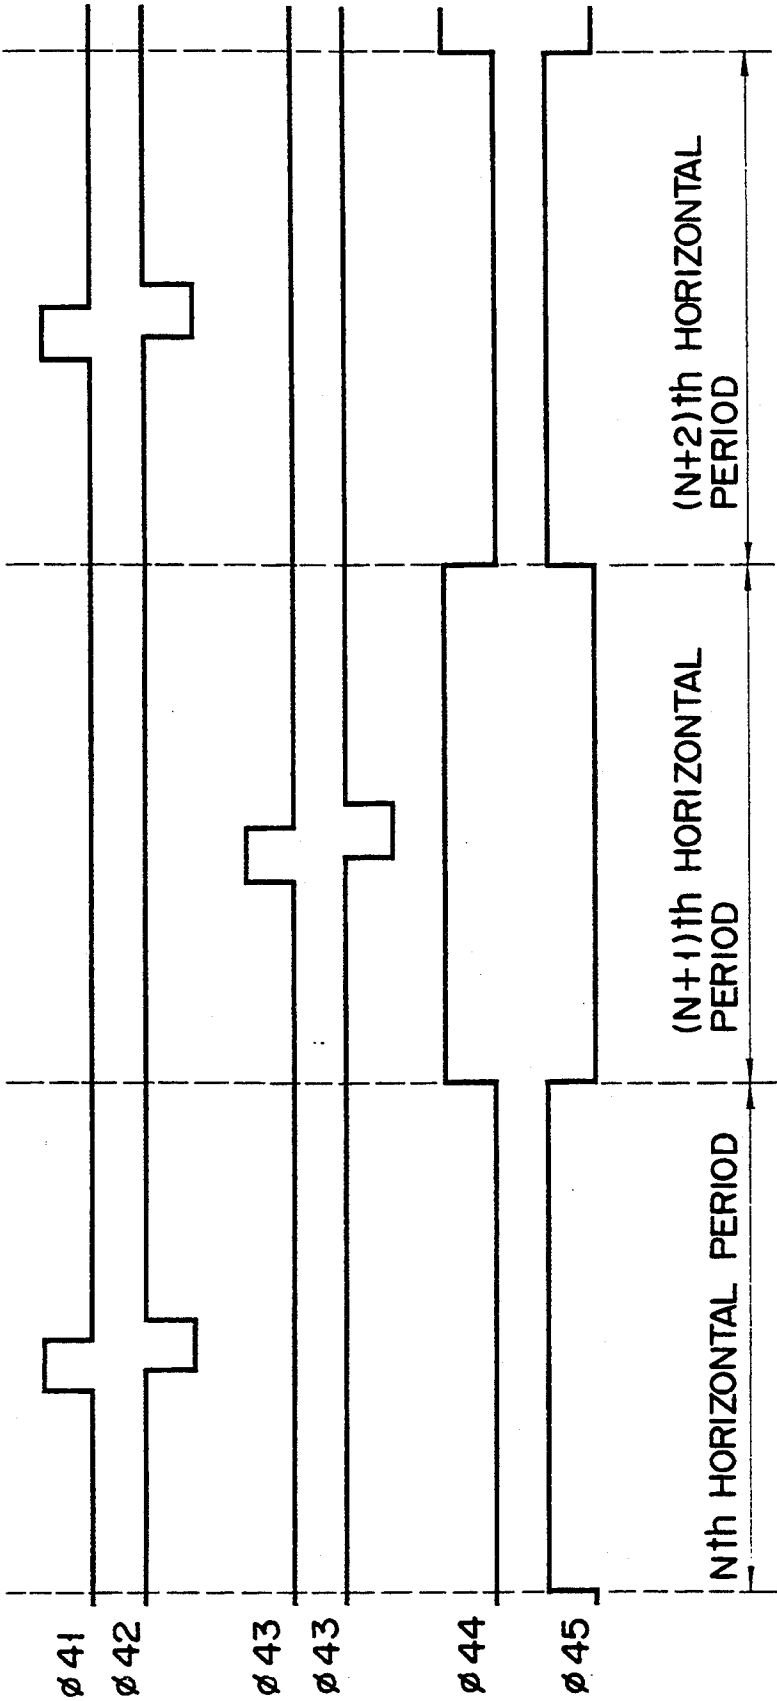 ø41
ø42
ø43
ø43
ø44
ø45
Nth HORIZONTAL PERIOD
(N+1)th HORIZONTAL
PERIOD
(N+2)th HORIZONTAL
PERIOD